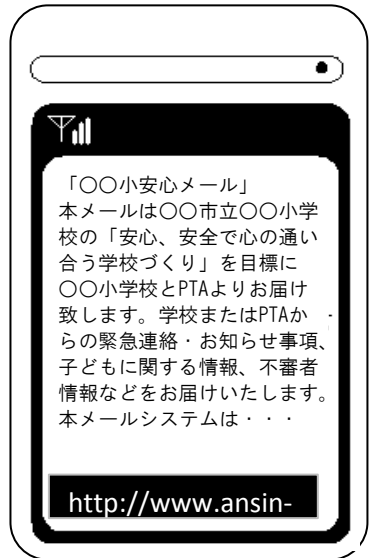 「〇〇小安心メール」
本メールは〇〇市立〇〇小学
校の「安心、安全で心の通い
合う学校づくり」を目標に
〇〇小学校とPTAよりお届け
致します。学校またはPTAか
らの緊急連絡・お知らせ事項、
子どもに関する情報、不審者
情報などをお届けいたします。
本メールシステムは・・・
http://www.ansin-